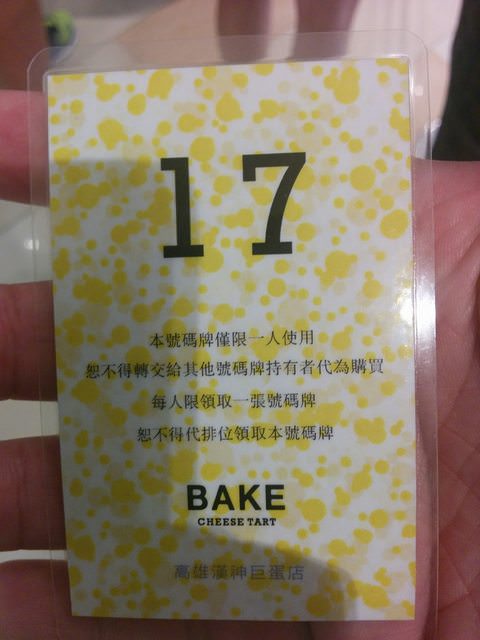 17
本號碼牌僅限一人使用
恕不得轉交給其他號碼牌持有者代為購買
每人限領取一張號碼牌
恕不得代排位領取本號碼牌
BAKE
CHEESE TART
高雄漢神巨蛋店